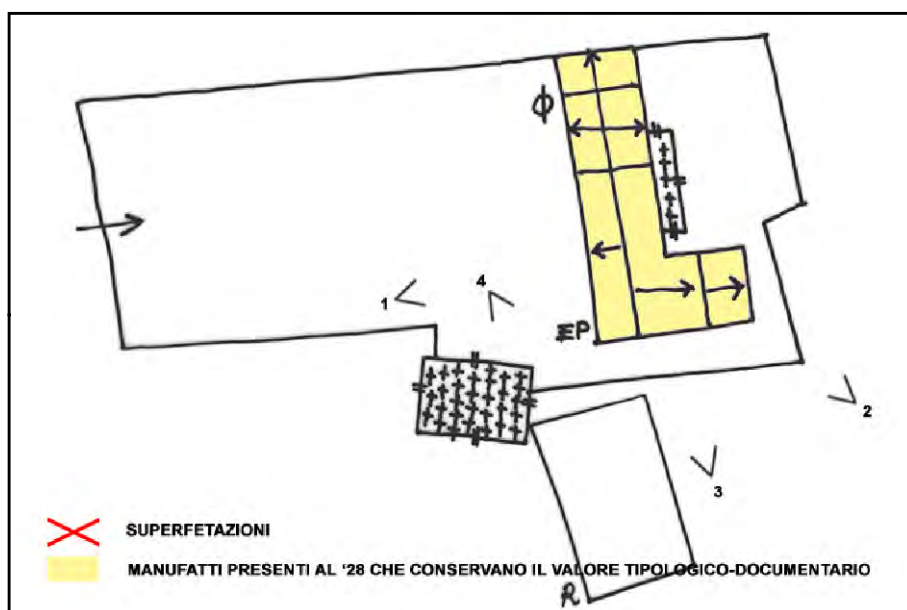 Φ
4
1
EP
2
3
SUPERFETAZIONI
MANUFATTI PRESENTI AL '28 CHE CONSERVANO IL VALORE TIPOLOGICO-DOCUMENTARIO
R